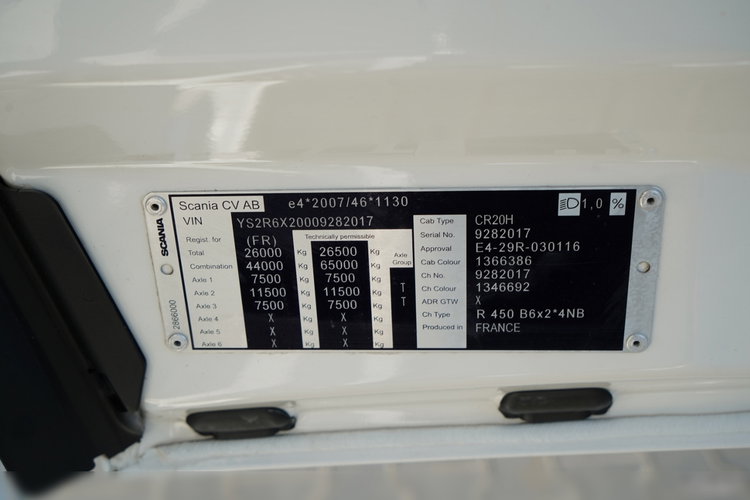 Scania CV AB e4*2007/46*1130 1,0 %
VIN YS2R6X20009282017
Regist. for (FR) Technically permissible
Total 26000 Kg 26500 Kg Axle Group
Combination 44000 Kg 65000 Kg
Axle 1 7500 Kg 7500 Kg
Axle 2 11500 Kg 11500 Kg T
Axle 3 7500 Kg 7500 Kg T
Axle 4 X Kg X Kg
Axle 5 X Kg X Kg
Axle 6 X Kg X Kg
Cab Type CR20H
Serial No. 9282017
Approval E4-29R-030116
Cab Colour 1366386
Ch No. 9282017
Ch Colour 1346692
ADR GTW X
Ch Type R 450 B6x2*4NB
Produced in FRANCE
SCANIA
2866000